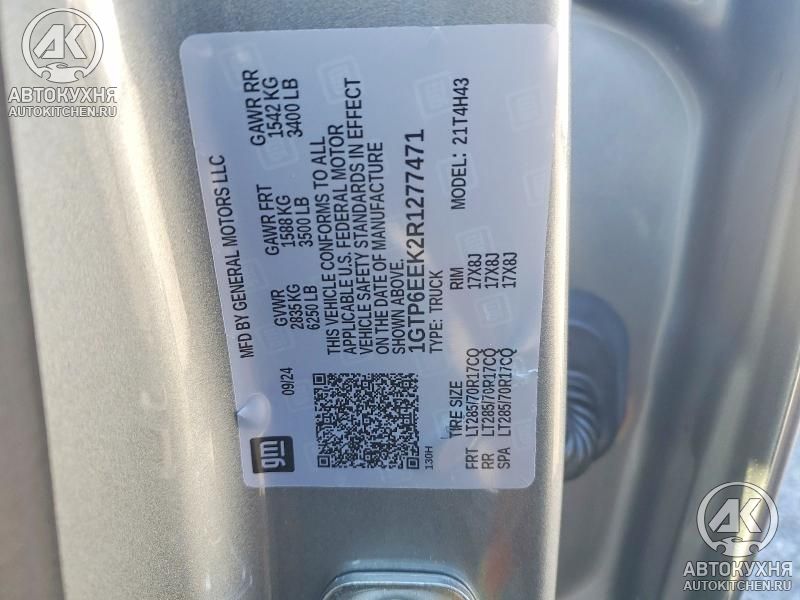 MFD BY GENERAL MOTORS LLC
09/24
GVWR GAWR FRT GAWR RR
2835 KG 1588 KG 1542 KG
6250 LB 3500 LB 3400 LB
THIS VEHICLE CONFORMS TO ALL
APPLICABLE U.S. FEDERAL MOTOR
VEHICLE SAFETY STANDARDS IN EFFECT
ON THE DATE OF MANUFACTURE
SHOWN ABOVE.
1GTP6EEK2R1277471
TYPE: TRUCK MODEL: 21T4H43
130H
TIRE SIZE RIM
FRT LT285/70R17CQ 17X8J
RR LT285/70R17CQ 17X8J
SPA LT285/70R17CQ 17X8J
gm
АВТОКУХНЯ
AUTOKITCHEN.RU
АВТОКУХНЯ
AUTOKITCHEN.RU